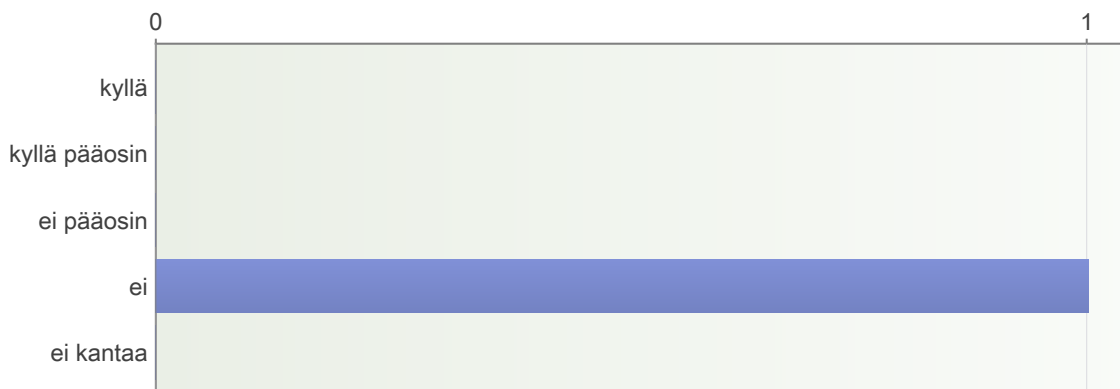 0 1
kyllä
kyllä pääosin
ei pääosin
ei
ei kantaa